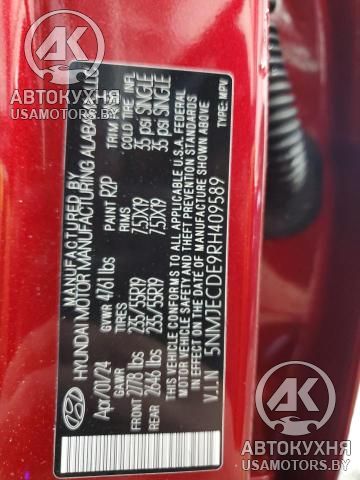 AK
АВТОКУХНЯ
USAMOTORS.BY
MANUFACTURED BY
HYUNDAI MOTOR MANUFACTURING ALABAMA
Apr/01/24 GVWR 4761 lbs PAINT R2P TRIM
GAWR TIRES RIMS COLD TIRE INFL
FRONT 2778 lbs 235/55R19 7.5JX19 35 psi SINGLE
REAR 2646 lbs 235/55R19 7.5JX19 35 psi SINGLE
THIS VEHICLE CONFORMS TO ALL APPLICABLE U.S.A. FEDERAL
MOTOR VEHICLE SAFETY STANDARDS
IN EFFECT ON THE DATE OF MANUFACTURE SHOWN ABOVE
V.I.N 5NMJECDE9RH409589 TYPE: MPV
AK
АВТОКУХНЯ
USAMOTORS.BY